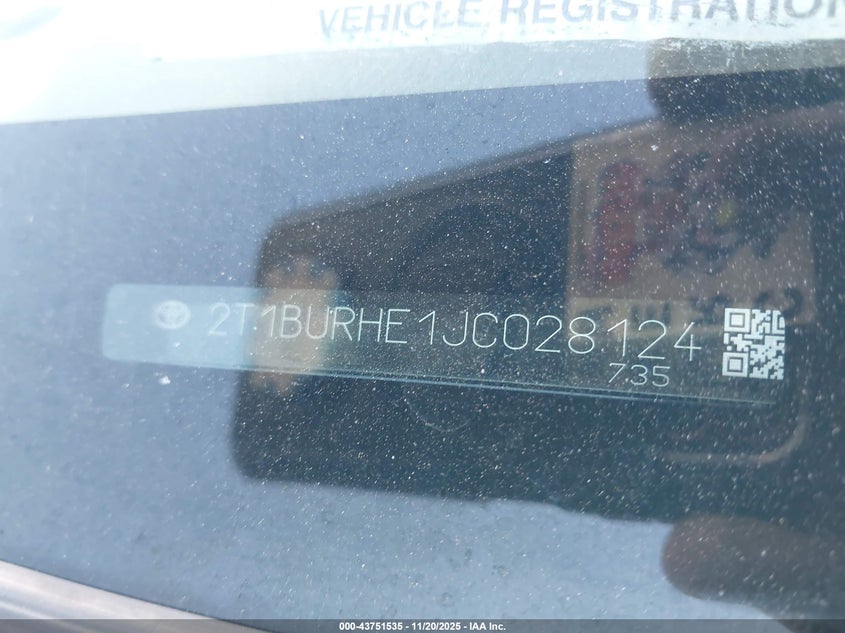 VEHICLE REGISTRATION
2T1BURHE1JC028124
735
000-43751535 - 11/20/2025 - IAA Inc.